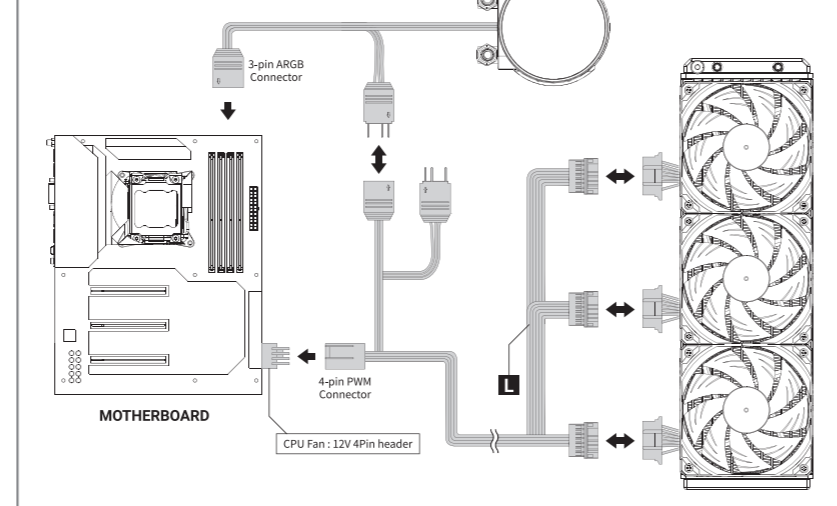 3-pin ARGB
Connector
L
4-pin PWM
Connector
MOTHERBOARD
CPU Fan : 12V 4Pin header